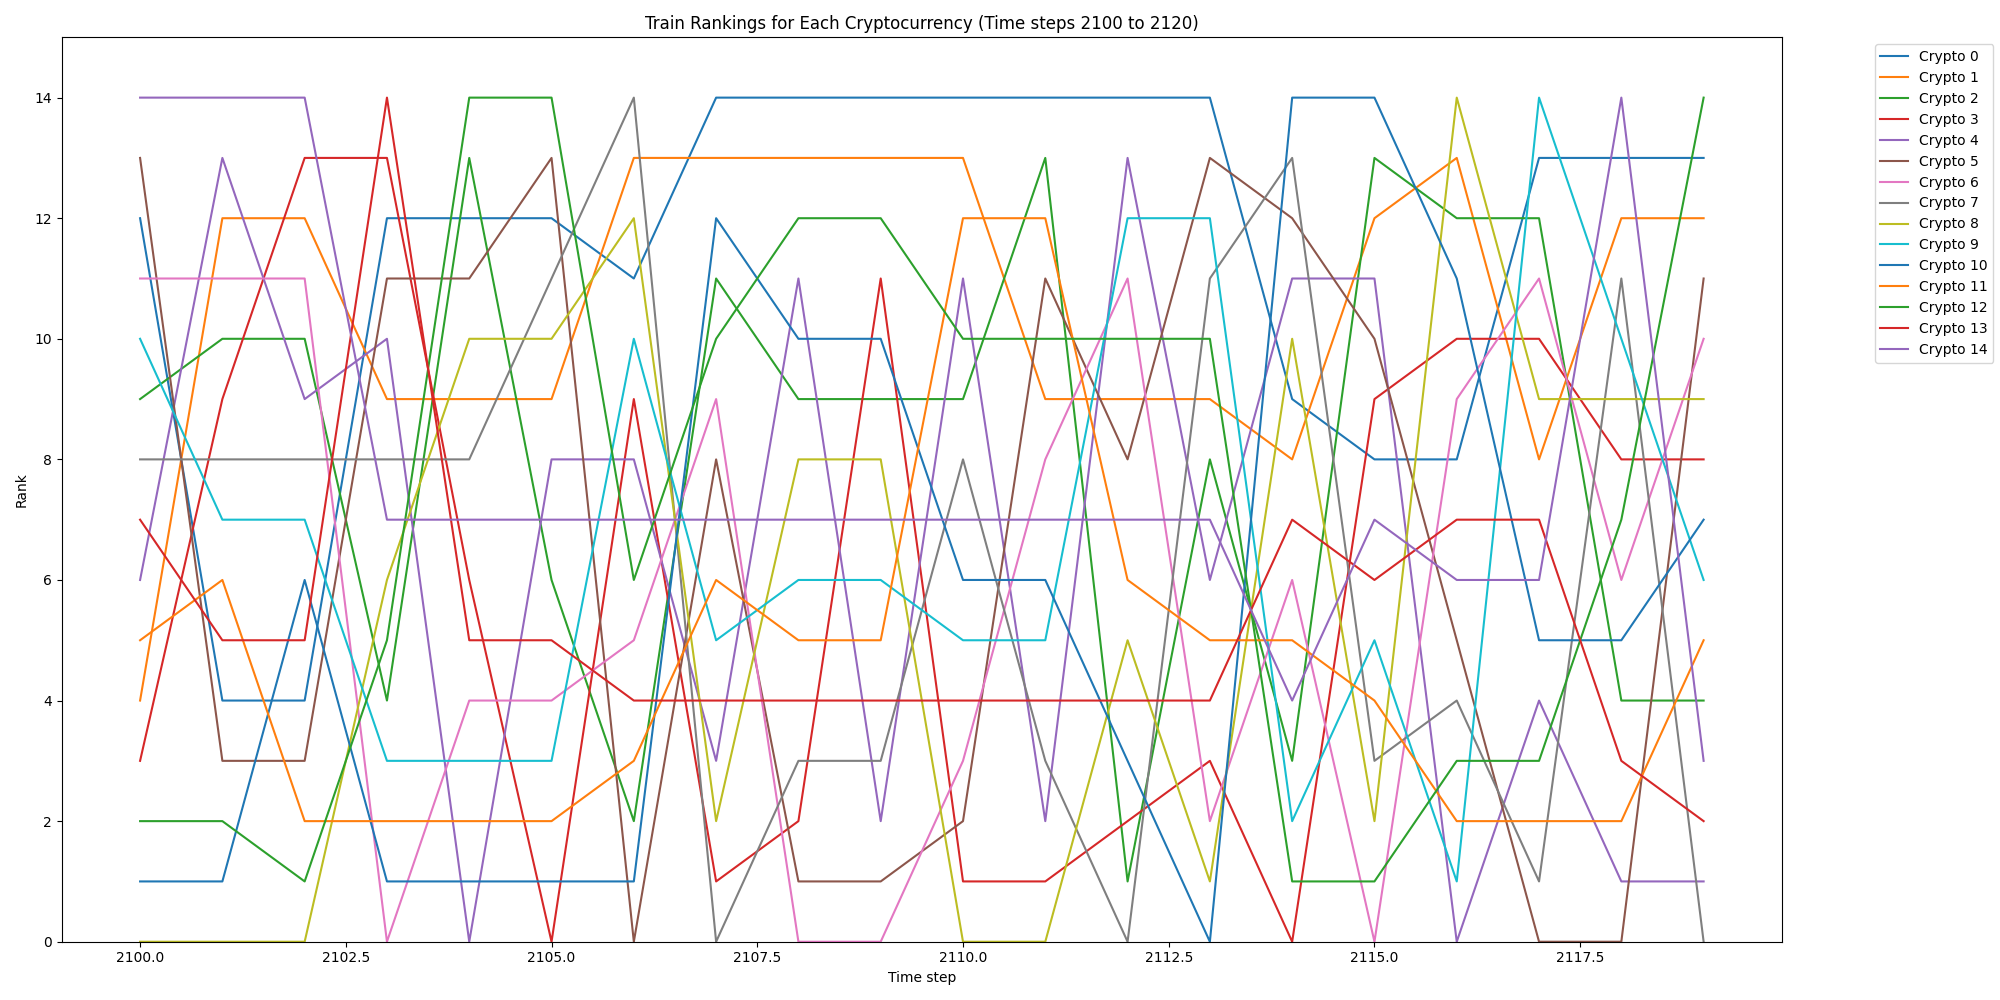 Train Rankings for Each Cryptocurrency (Time steps 2100 to 2120)
Rank
14
12
10
8
6
4
2
0
2100.0 2102.5 2105.0 2107.5 2110.0 2112.5 2115.0 2117.5
Time step
Crypto 0
Crypto 1
Crypto 2
Crypto 3
Crypto 4
Crypto 5
Crypto 6
Crypto 7
Crypto 8
Crypto 9
Crypto 10
Crypto 11
Crypto 12
Crypto 13
Crypto 14